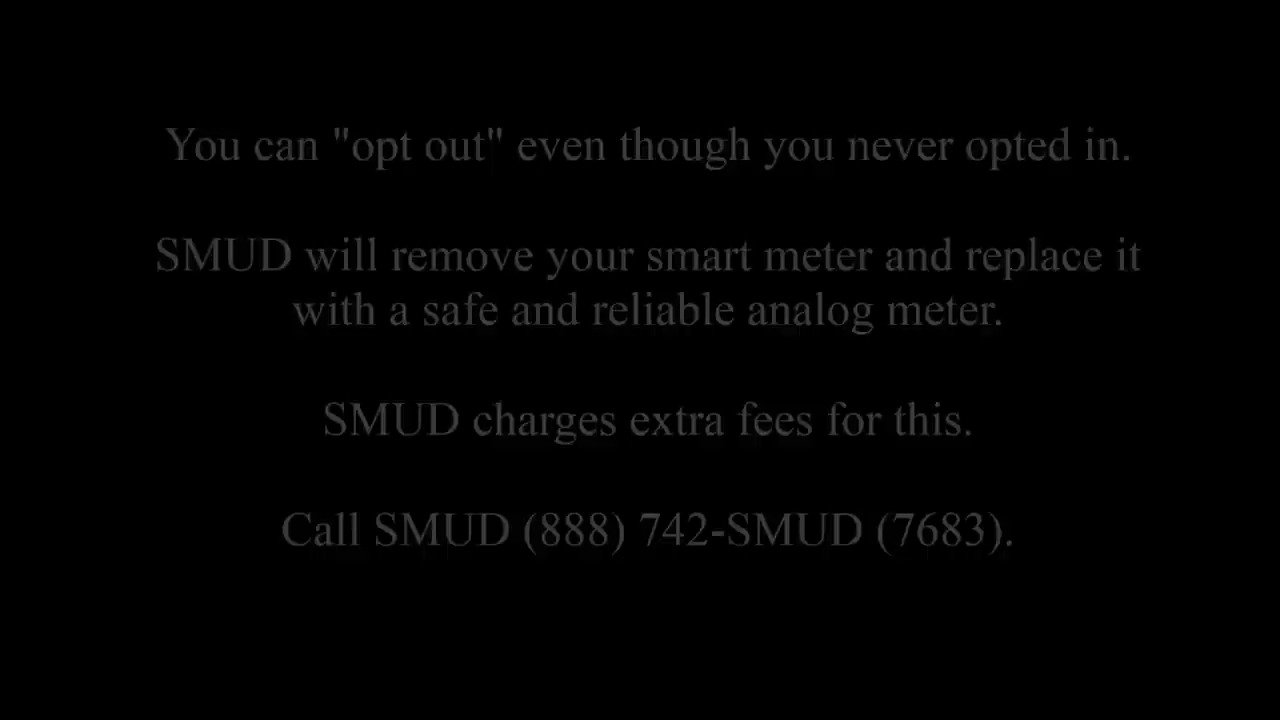 You can "opt out" even though you never opted in.
SMUD will remove your smart meter and replace it
with a safe and reliable analog meter.
SMUD charges extra fees for this.
Call SMUD (888) 742-SMUD (7683).